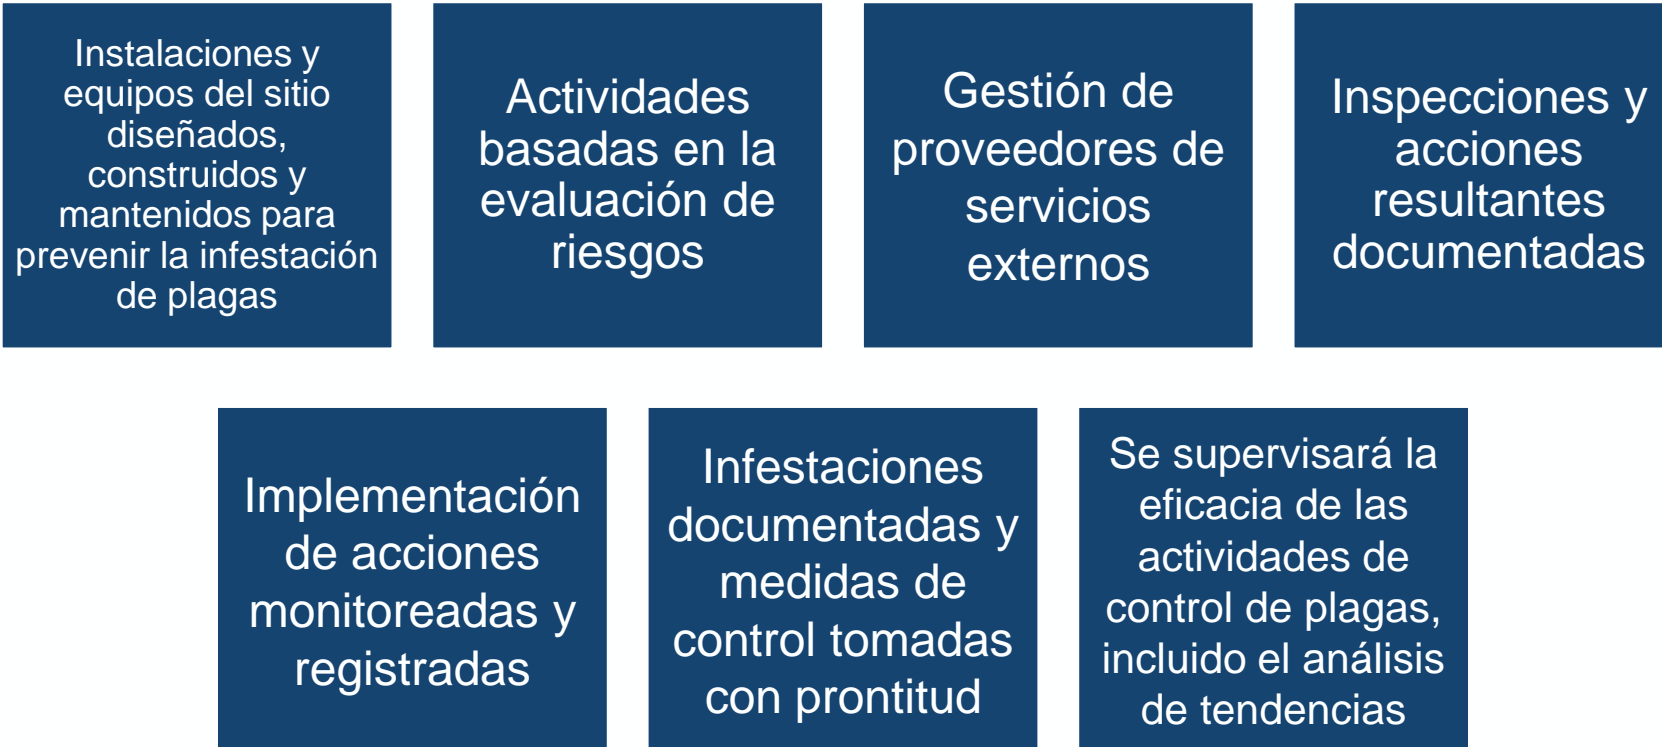 Instalaciones y
equipos del sitio
diseñados,
construidos y
mantenidos para
prevenir la infestación
de plagas
Actividades
basadas en la
evaluación de
riesgos
Gestión de
proveedores de
servicios
externos
Inspecciones y
acciones
resultantes
documentadas
Implementación
de acciones
monitoreadas y
registradas
Infestaciones
documentadas y
medidas de
control tomadas
con prontitud
Se supervisará la
eficacia de las
actividades de
control de plagas,
incluido el análisis
de tendencias